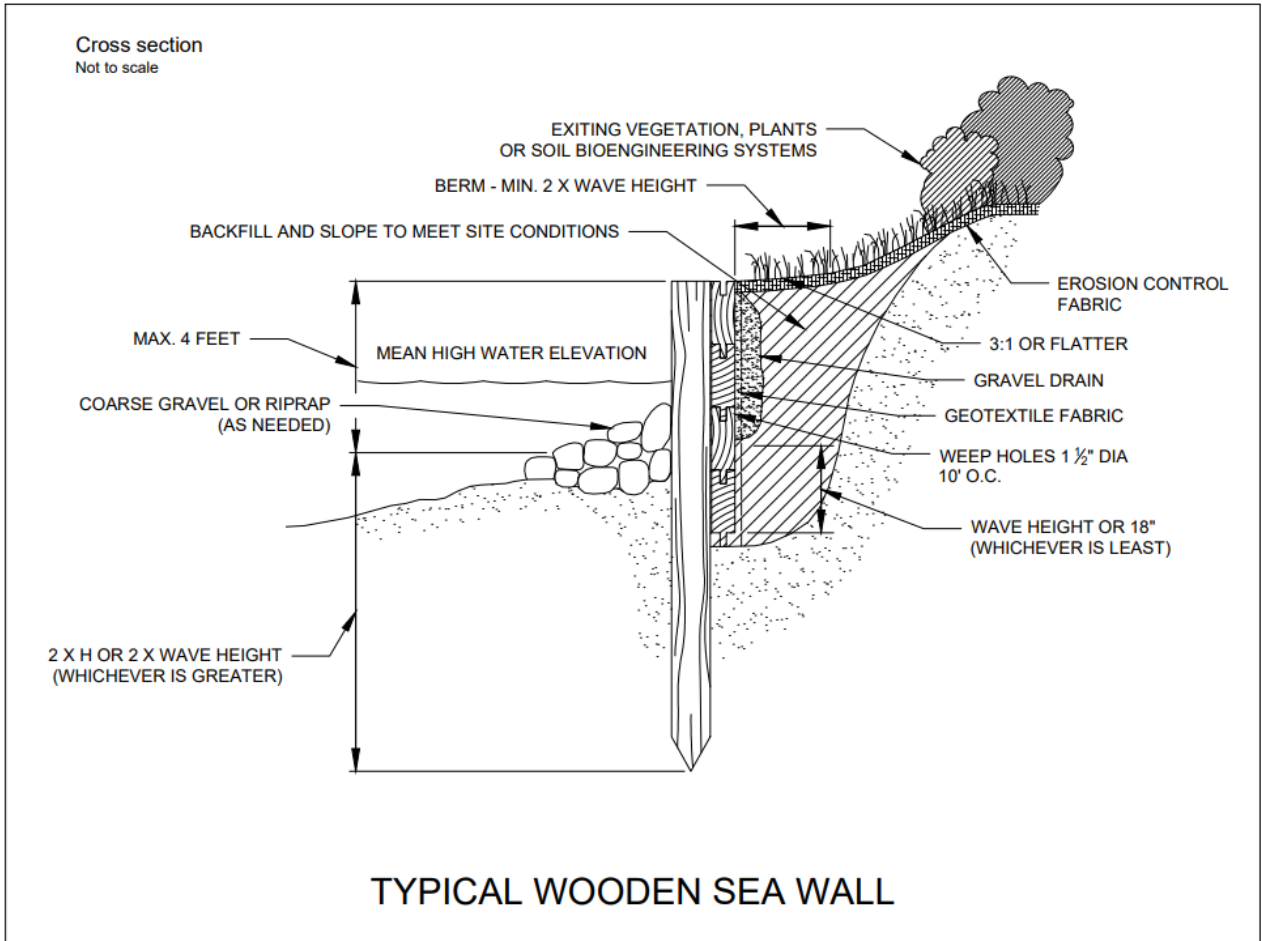 Cross section
Not to scale
EXITING VEGETATION, PLANTS
OR SOIL BIOENGINEERING SYSTEMS
BERM - MIN. 2 X WAVE HEIGHT
BACKFILL AND SLOPE TO MEET SITE CONDITIONS
EROSION CONTROL
FABRIC
MAX. 4 FEET
MEAN HIGH WATER ELEVATION
3:1 OR FLATTER
GRAVEL DRAIN
COARSE GRAVEL OR RIPRAP
(AS NEEDED)
GEOTEXTILE FABRIC
WEEP HOLES 1 ½" DIA
10' O.C.
WAVE HEIGHT OR 18"
(WHICHEVER IS LEAST)
2 X H OR 2 X WAVE HEIGHT
(WHICHEVER IS GREATER)
TYPICAL WOODEN SEA WALL